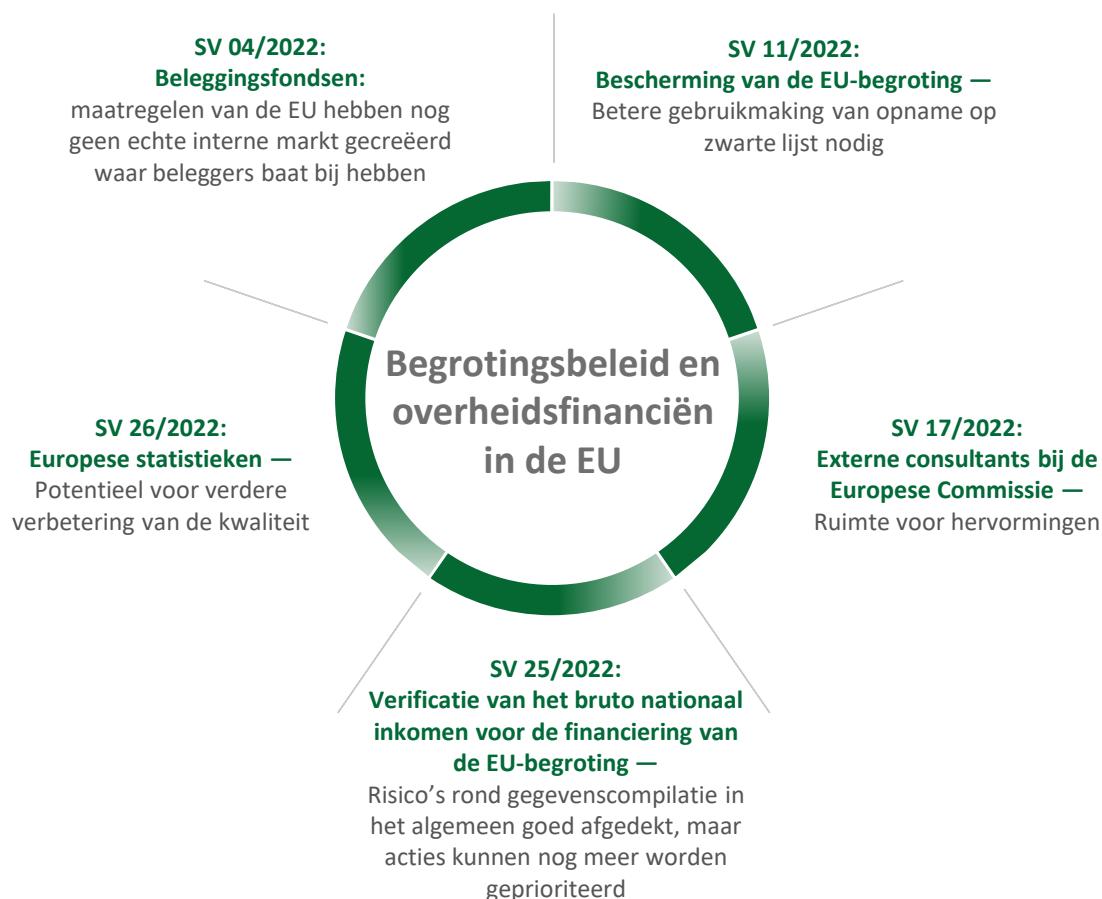 SV 04/2022:
Beleggingsfondsen:
maatregelen van de EU hebben nog
geen echte interne markt gecreëerd
waar beleggers baat bij hebben
SV 11/2022:
Bescherming van de EU-begroting —
Betere gebruikmaking van opname op
zwarte lijst nodig
Begrotingsbeleid en
overheidsfinanciën
in de EU
SV 26/2022:
Europese statistieken —
Potentieel voor verdere
verbetering van de kwaliteit
SV 17/2022:
Externe consultants bij de
Europese Commissie —
Ruimte voor hervormingen
SV 25/2022:
Verificatie van het bruto nationaal
inkomen voor de financiering van
de EU-begroting —
Risico’s rond gegevenscompilatie in
het algemeen goed afgedekt, maar
acties kunnen nog meer worden
geprioriteerd